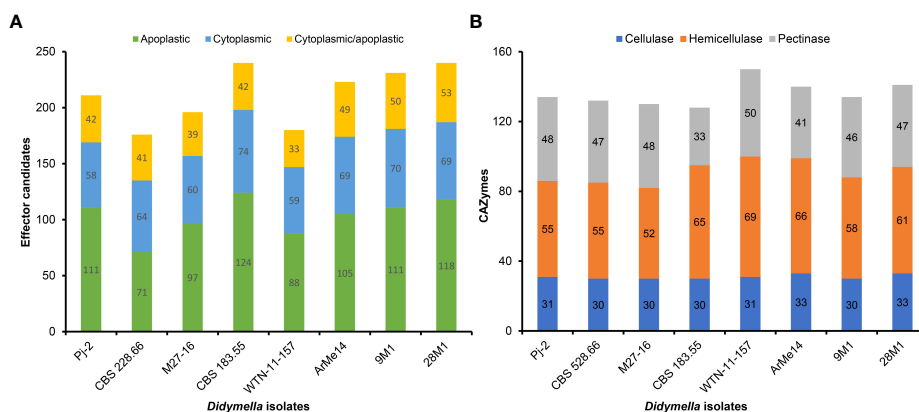 A
Apoplastic Cytoplasmic Cytoplasmic/apoplastic
250
200
150
100
50
0
Effector candidates
42 41 39 42 33 49 50 53
58 64 60 74 59 69 70 69
111 71 97 124 88 105 111 118
Pj-2 CBS 228.66 M27-16 CBS 183.55 WTN-11-157 ArMe14 9M1 28M1
Didymella isolates
B
Cellulase Hemicellulase Pectinase
160
120
80
40
0
CAZymes
48 47 48 33 50 41 46 47
55 55 52 65 69 66 58 61
31 30 30 30 31 33 30 33
Pj-2 CBS 528.66 M27-16 CBS 183.55 WTN-11-157 ArMe14 9M1 28M1
Didymella isolates